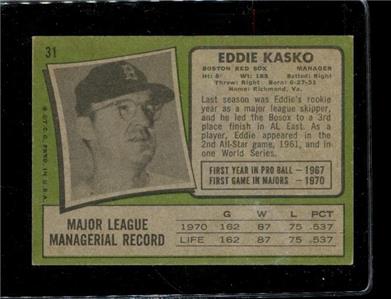 31
EDDIE KASKO
BOSTON RED SOX MANAGER
Ht: 6' Wt: 185 Batted: Right
Threw: Right Born: 6-27-31
Home: Richmond, Va.
Last season was Eddie's rookie
year as a major league skipper,
and he led the Bosox to a 3rd
place finish in AL East. As a
player, Eddie appeared in the
2nd All-Star game, 1961, and in
one World Series.
FIRST YEAR IN PRO BALL — 1967
FIRST GAME IN MAJORS — 1970
MAJOR LEAGUE
MANAGERIAL RECORD
G W L PCT
1970 162 87 75 .537
LIFE 162 87 75 .537